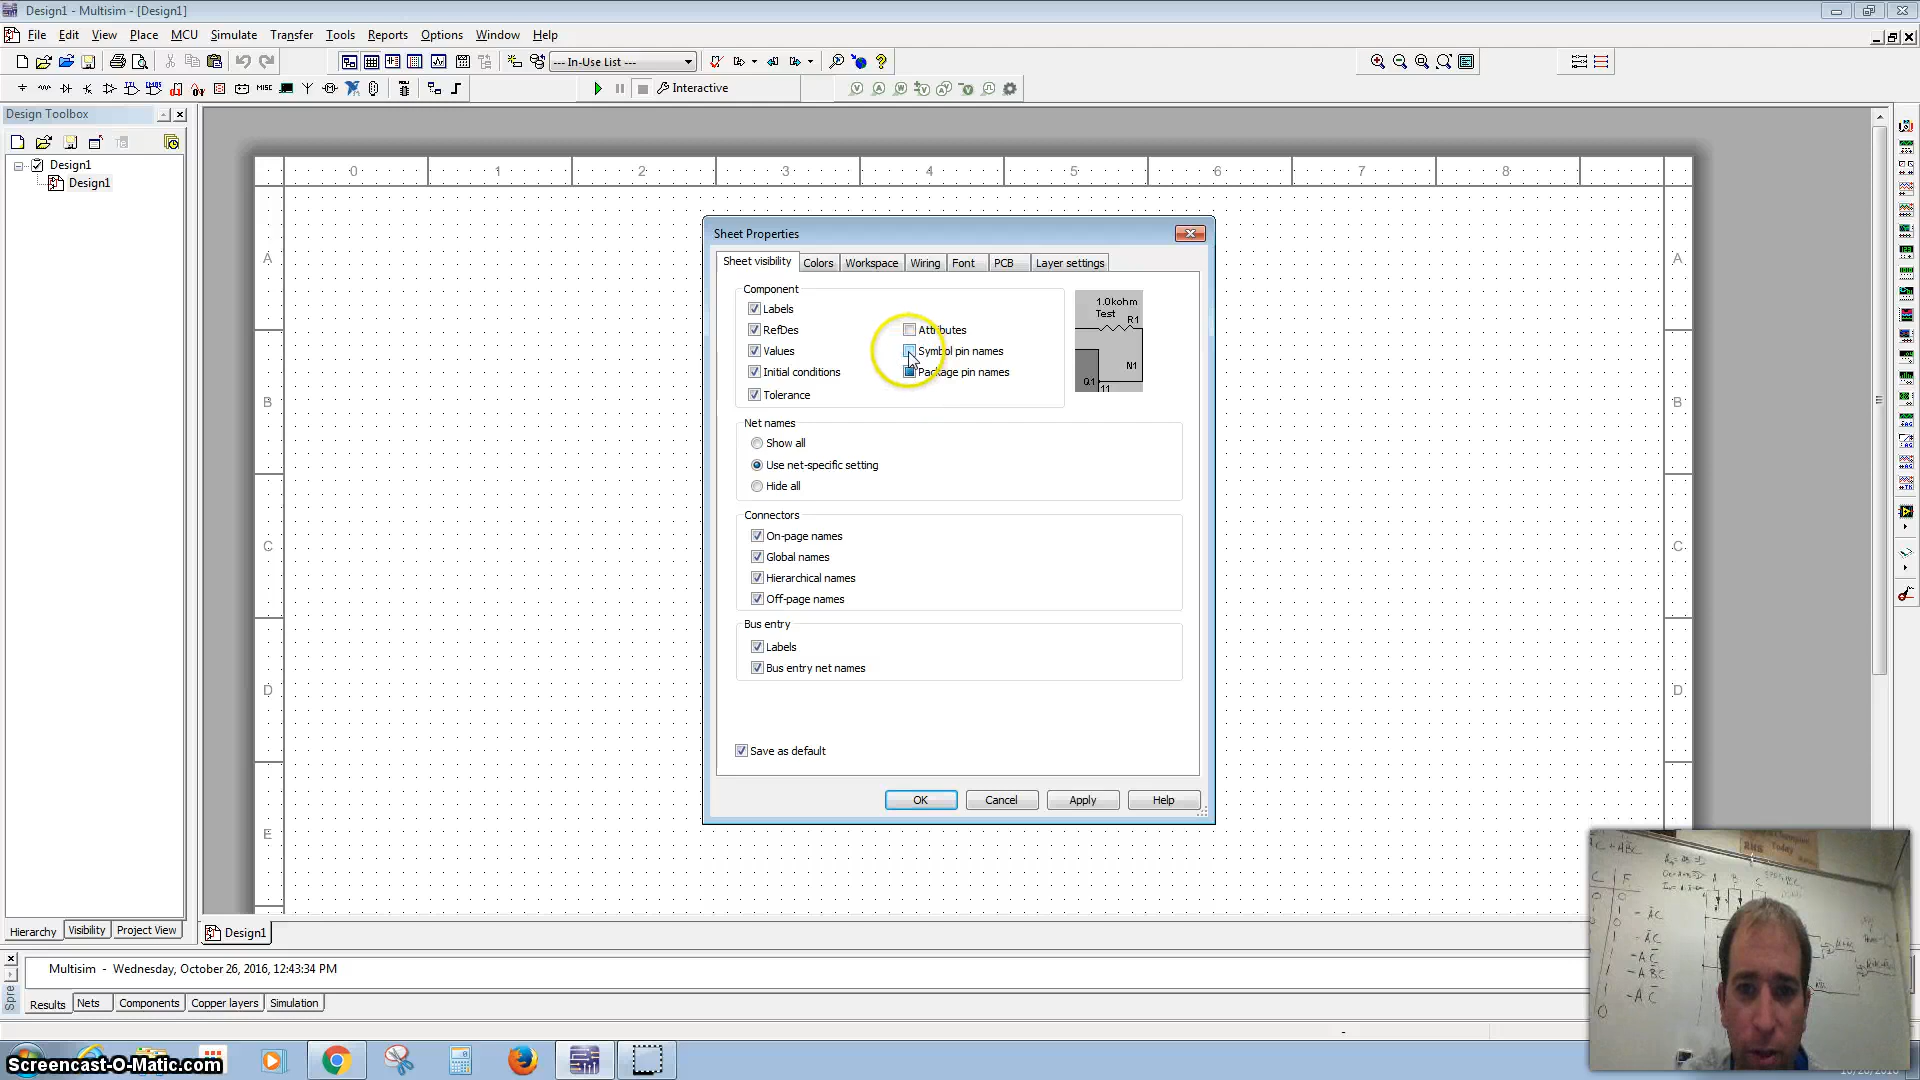 Design1 - Multisim - [Design1]
File Edit View Place MCU Simulate Transfer Tools Reports Options Window Help
--- In-Use List ---
MISC Interactive
Design Toolbox
Design1
Design1
0 1 2 3 4 5 6 7 8
A A
B B
C C
D D
E
Sheet Properties
Sheet visibility Colors Workspace Wiring Font PCB Layer settings
Component
Labels
RefDes
Values
Initial conditions
Tolerance
Attributes
Symbol pin names
Package pin names
1.0kohm
Test
R1
N1
Q1
11
Net names
Show all
Use net-specific setting
Hide all
Connectors
On-page names
Global names
Hierarchical names
Off-page names
Bus entry
Labels
Bus entry net names
Save as default
OK Cancel Apply Help
Hierarchy Visibility Project View
Design1
Multisim - Wednesday, October 26, 2016, 12:43:34 PM
Spre
Results Nets Components Copper layers Simulation
Screencast-O-Matic.com